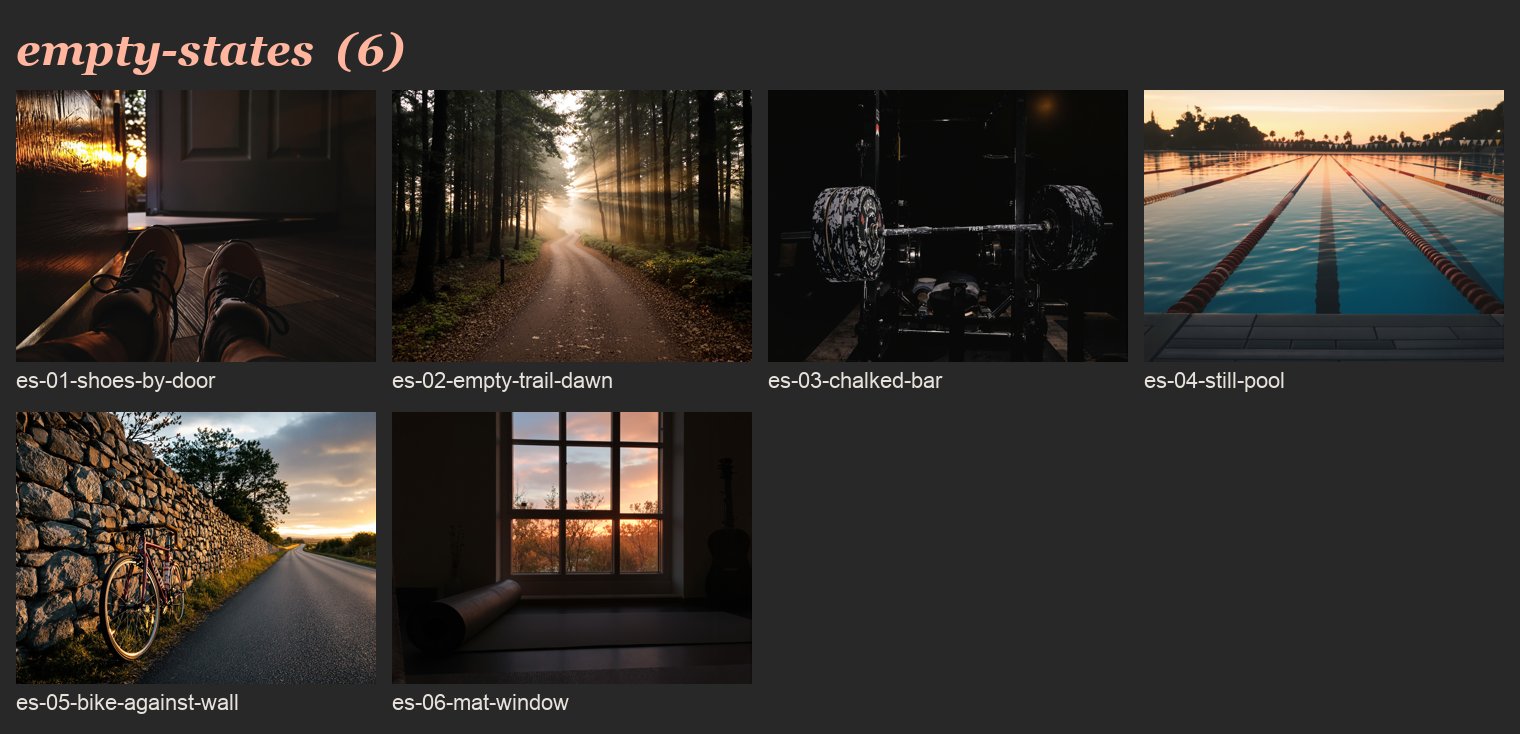 empty-states (6)
es-01-shoes-by-door
es-02-empty-trail-dawn
es-03-chalked-bar
es-04-still-pool
es-05-bike-against-wall
es-06-mat-window